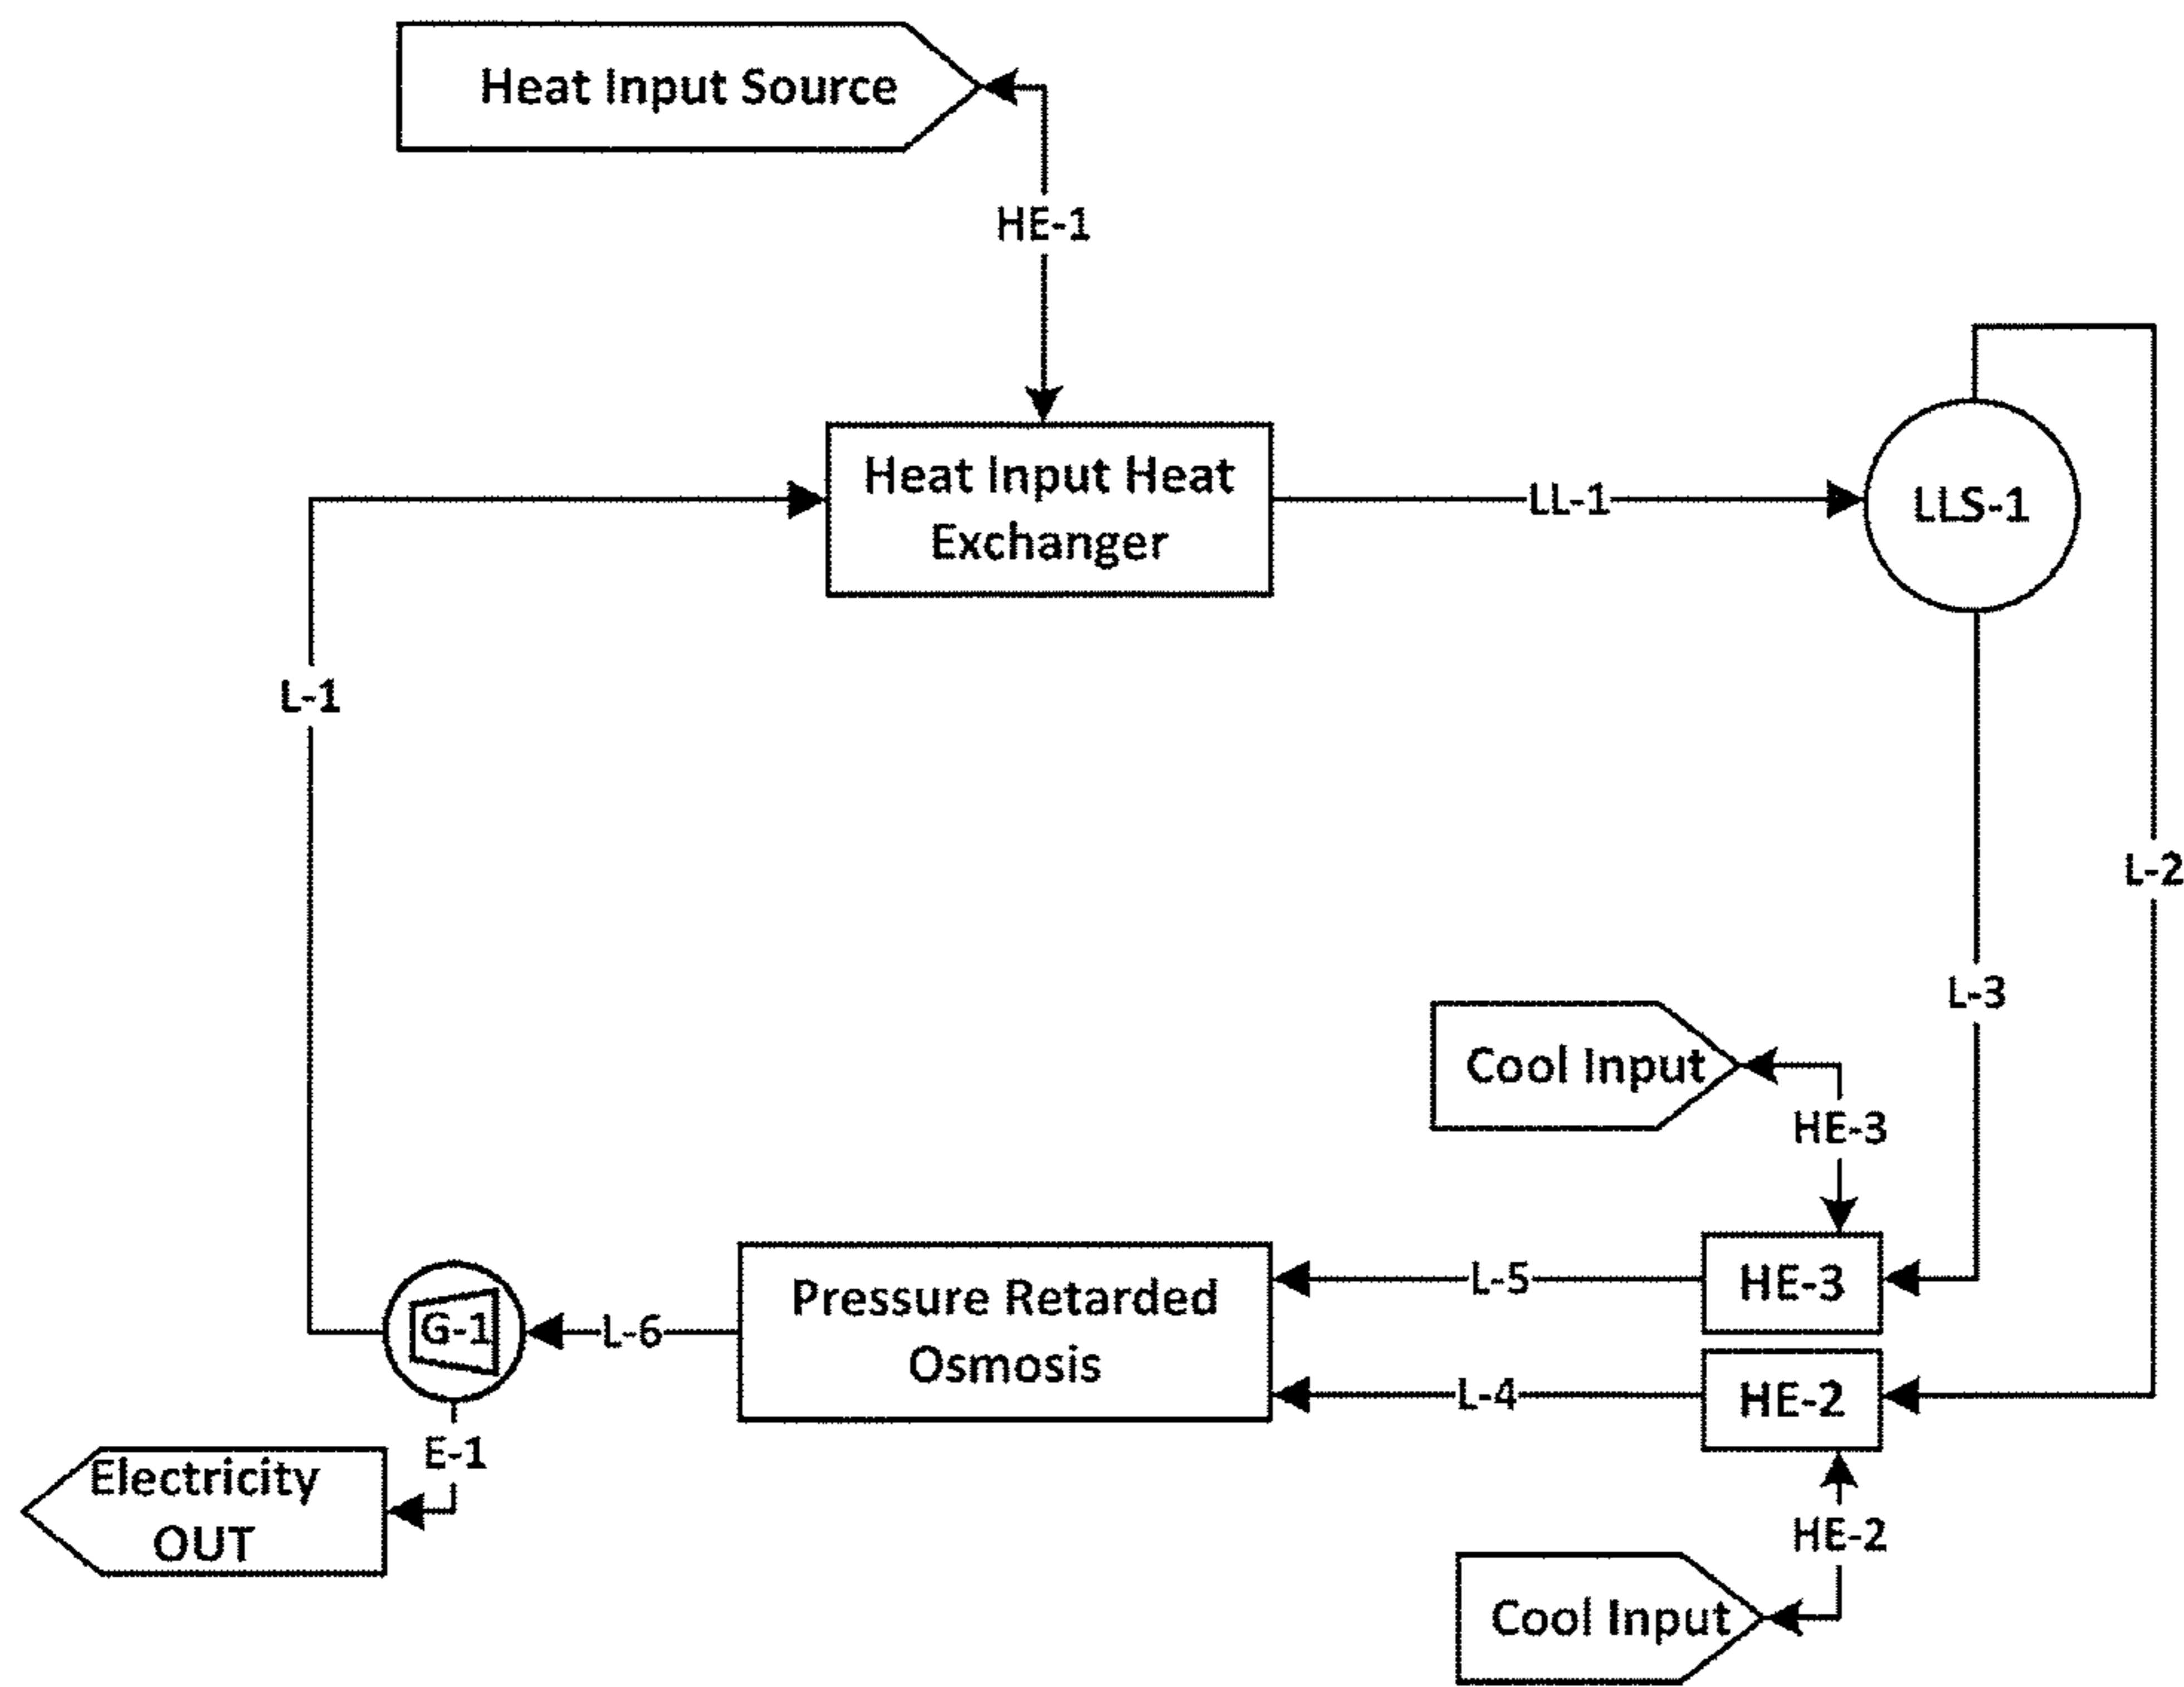 Heat Input Source
HE-1
Heat Input Heat
Exchanger
LL-1
LLS-1
L-1
L-2
L-3
Cool Input
HE-3
L-5
HE-3
Pressure Retarded
Osmosis
L-6
G-1
L-4
HE-2
E-1
Electricity
OUT
HE-2
Cool Input